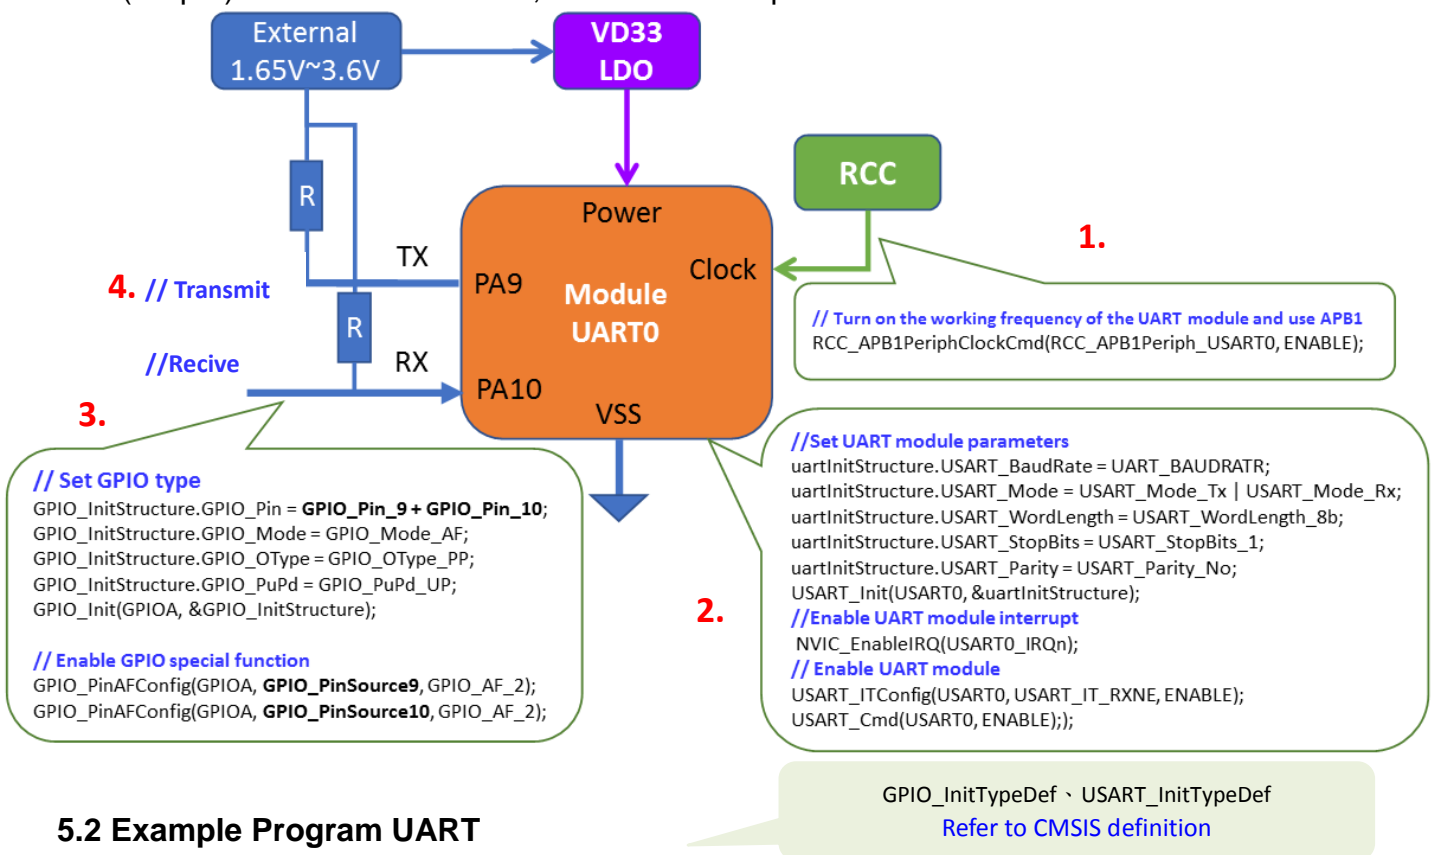 External
1.65V~3.6V
VD33
LDO
RCC
R
Power
1.
TX
Clock
4. // Transmit
PA9
Module
UART0
R
// Turn on the working frequency of the UART module and use APB1
RCC_APB1PeriphClockCmd(RCC_APB1Periph_USART0, ENABLE);
//Recive
RX
PA10
VSS
3.
// Set GPIO type
GPIO_InitStructure.GPIO_Pin = GPIO_Pin_9 + GPIO_Pin_10;
GPIO_InitStructure.GPIO_Mode = GPIO_Mode_AF;
GPIO_InitStructure.GPIO_OType = GPIO_OType_PP;
GPIO_InitStructure.GPIO_PuPd = GPIO_PuPd_UP;
GPIO_Init(GPIOA, &GPIO_InitStructure);
// Enable GPIO special function
GPIO_PinAFConfig(GPIOA, GPIO_PinSource9, GPIO_AF_2);
GPIO_PinAFConfig(GPIOA, GPIO_PinSource10, GPIO_AF_2);
2.
//Set UART module parameters
uartInitStructure.USART_BaudRate = UART_BAUDRATR;
uartInitStructure.USART_Mode = USART_Mode_Tx | USART_Mode_Rx;
uartInitStructure.USART_WordLength = USART_WordLength_8b;
uartInitStructure.USART_StopBits = USART_StopBits_1;
uartInitStructure.USART_Parity = USART_Parity_No;
USART_Init(USART0, &uartInitStructure);
//Enable UART module interrupt
NVIC_EnableIRQ(USART0_IRQn);
// Enable UART module
USART_ITConfig(USART0, USART_IT_RXNE, ENABLE);
USART_Cmd(USART0, ENABLE););
GPIO_InitTypeDef、USART_InitTypeDef
Refer to CMSIS definition
5.2 Example Program UART